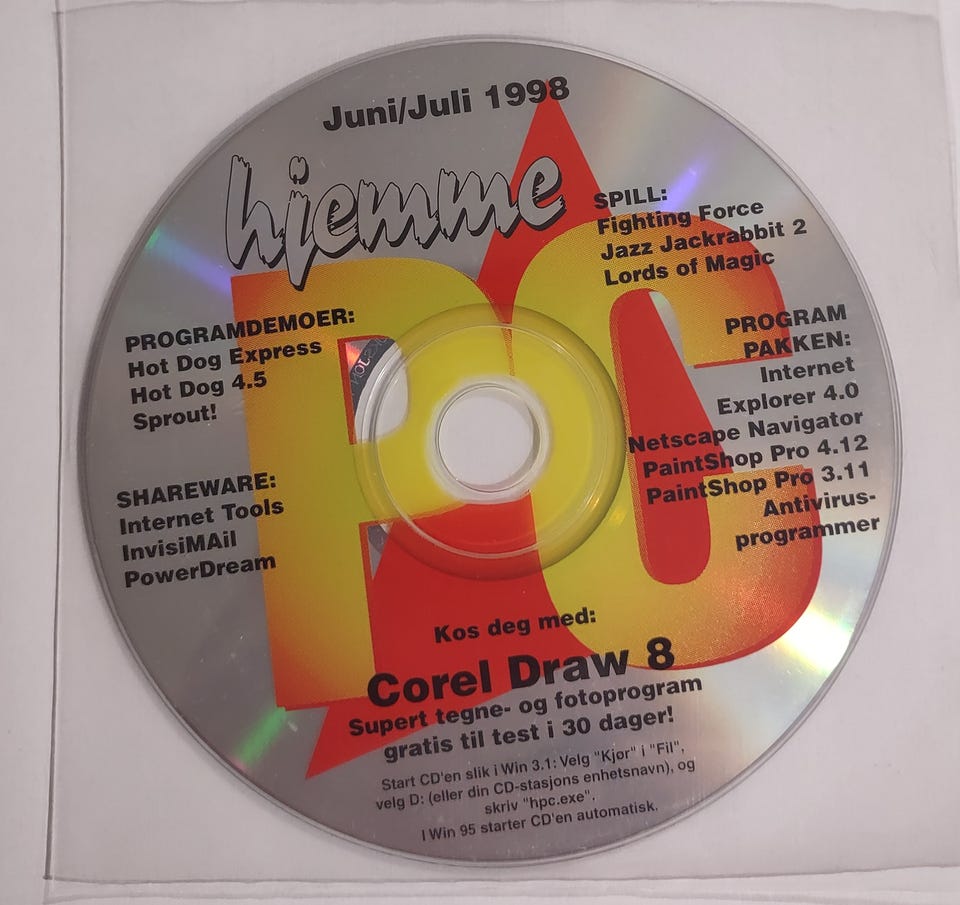 Juni/Juli 1998
hjemme
PC
SPILL:
Fighting Force
Jazz Jackrabbit 2
Lords of Magic
PROGRAMDEMOER:
Hot Dog Express
Hot Dog 4.5
Sprout!
PROGRAM
PAKKEN:
Internet
Explorer 4.0
Netscape Navigator
PaintShop Pro 4.12
PaintShop Pro 3.11
Antivirus-
programmer
SHAREWARE:
Internet Tools
InvisiMAil
PowerDream
Kos deg med:
Corel Draw 8
Supert tegne- og fotoprogram
gratis til test i 30 dager!
Start CD'en slik i Win 3.1: Velg "Kjør" i "Fil",
velg D: (eller din CD-stasjons enhetsnavn), og
skriv "hpc.exe".
I Win 95 starter CD'en automatisk.